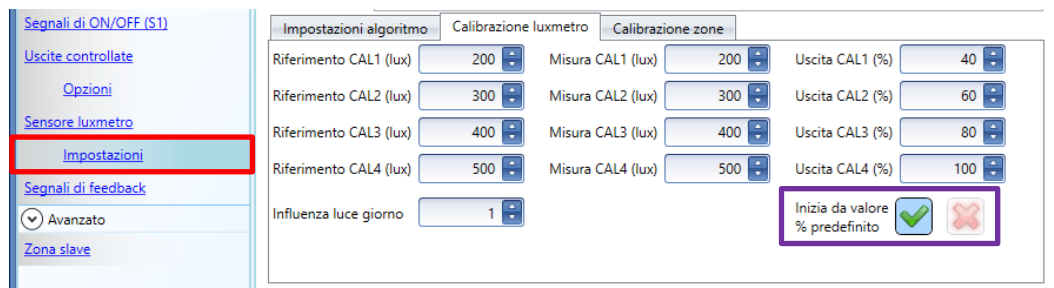 Segnali di ON/OFF (S1)
Uscite controllate
Opzioni
Sensore luxmetro
Impostazioni
Segnali di feedback
Avanzato
Zona slave
Impostazioni algoritmo Calibrazione luxmetro Calibrazione zone
Riferimento CAL1 (lux) 200 Misura CAL1 (lux) 200 Uscita CAL1 (%) 40
Riferimento CAL2 (lux) 300 Misura CAL2 (lux) 300 Uscita CAL2 (%) 60
Riferimento CAL3 (lux) 400 Misura CAL3 (lux) 400 Uscita CAL3 (%) 80
Riferimento CAL4 (lux) 500 Misura CAL4 (lux) 500 Uscita CAL4 (%) 100
Influenza luce giorno 1
Inizia da valore
% predefinito